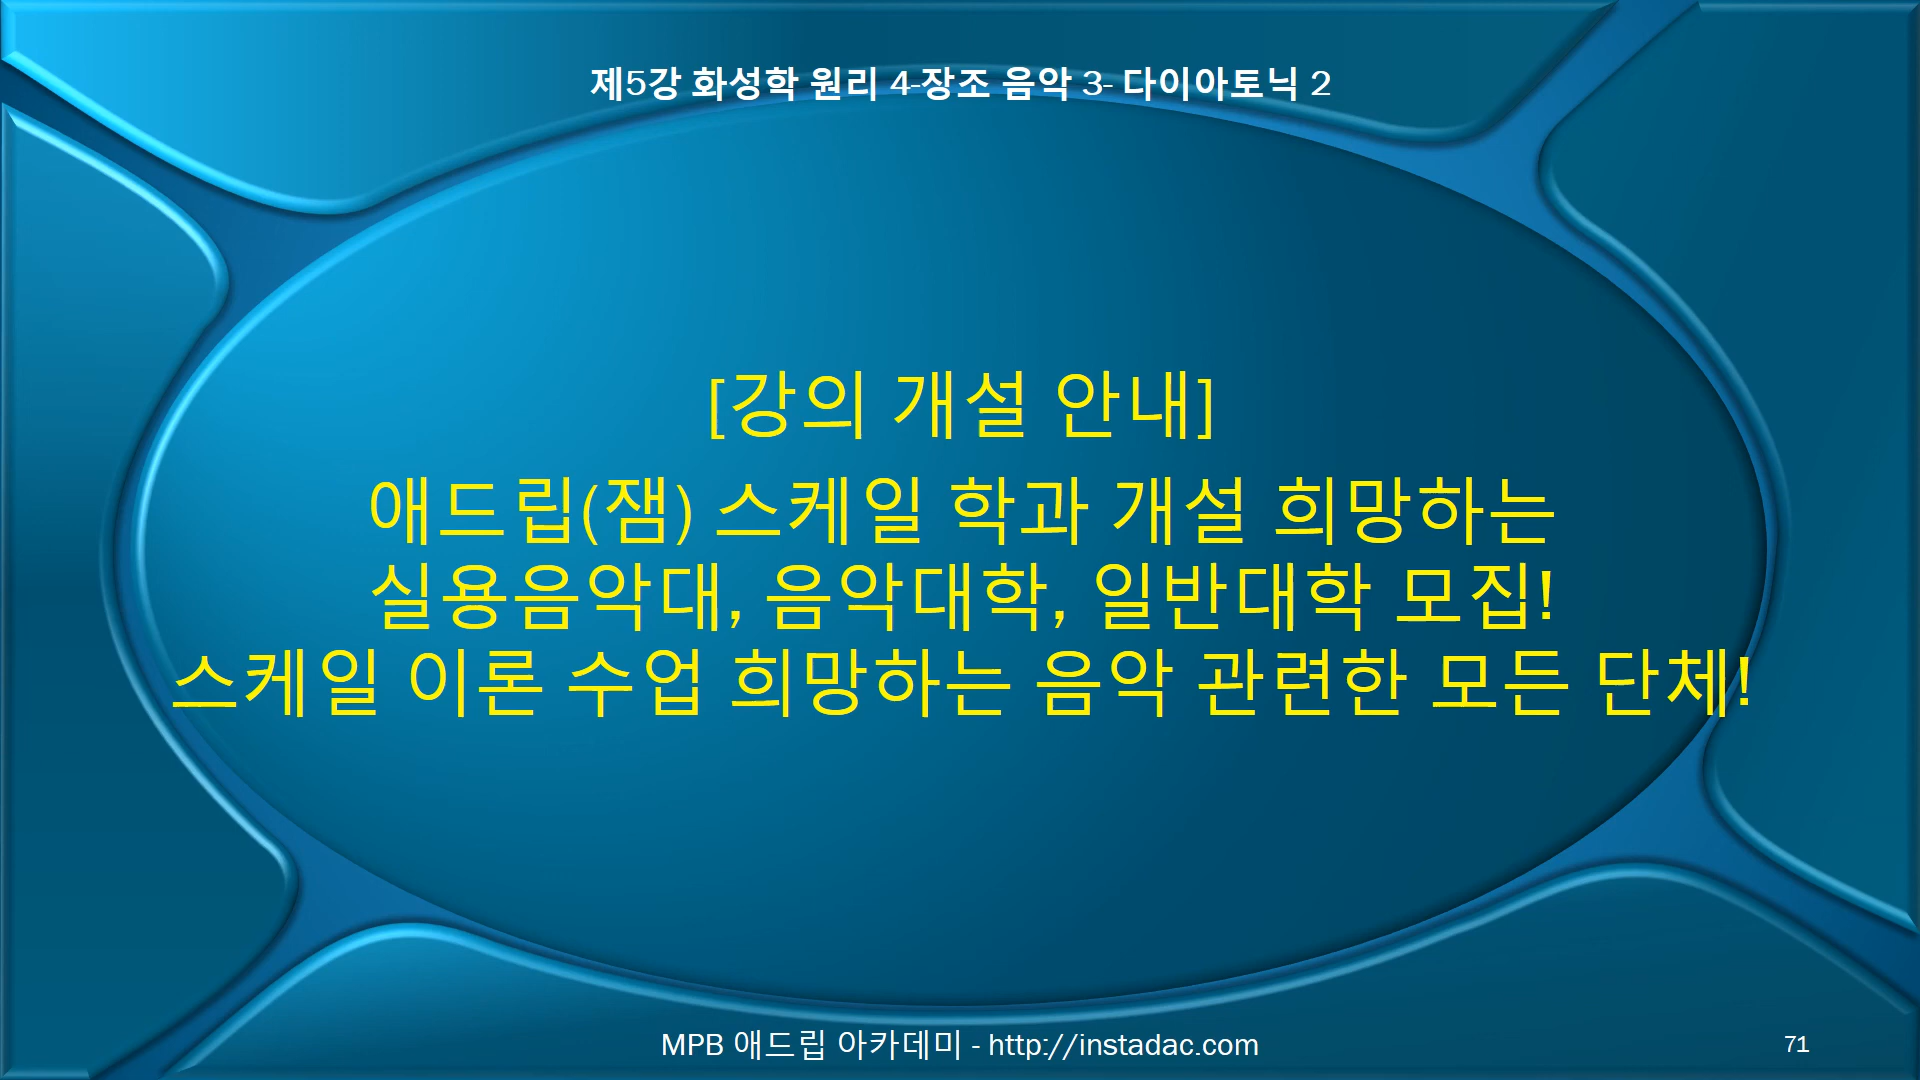 제5강 화성학 원리 4-장조 음악 3- 다이아토닉 2
[강의 개설 안내]
애드립(잼) 스케일 학과 개설 희망하는
실용음악대, 음악대학, 일반대학 모집!
스케일 이론 수업 희망하는 음악 관련한 모든 단체!
MPB 애드립 아카데미 - http://instadac.com
71